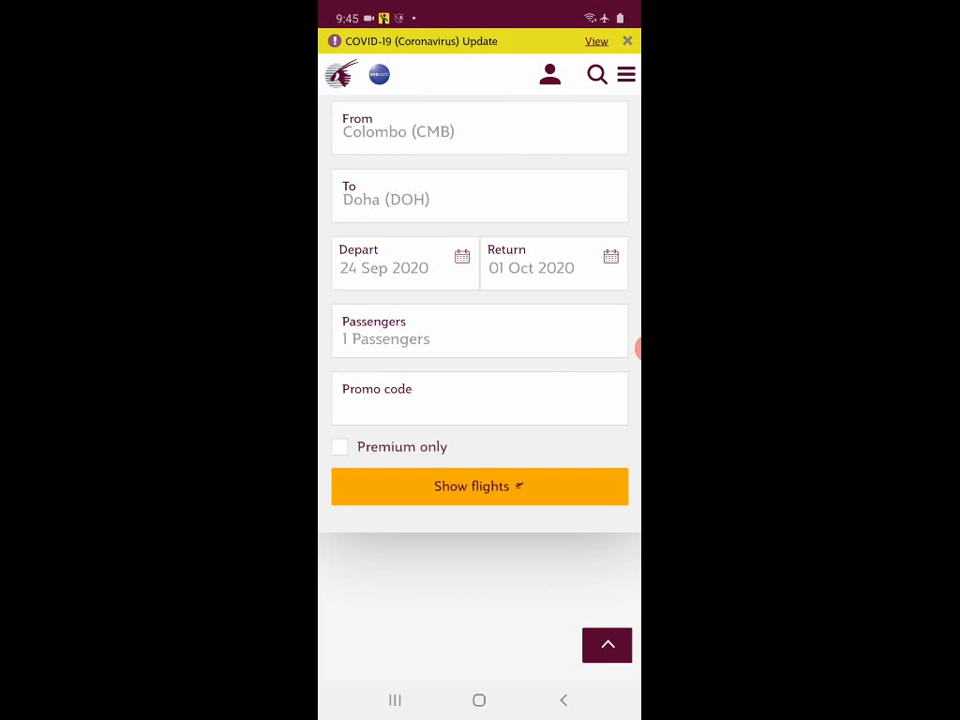 9:45
COVID-19 (Coronavirus) Update View
From
Colombo (CMB)
To
Doha (DOH)
Depart Return
24 Sep 2020 01 Oct 2020
Passengers
1 Passengers
Promo code
Premium only
Show flights